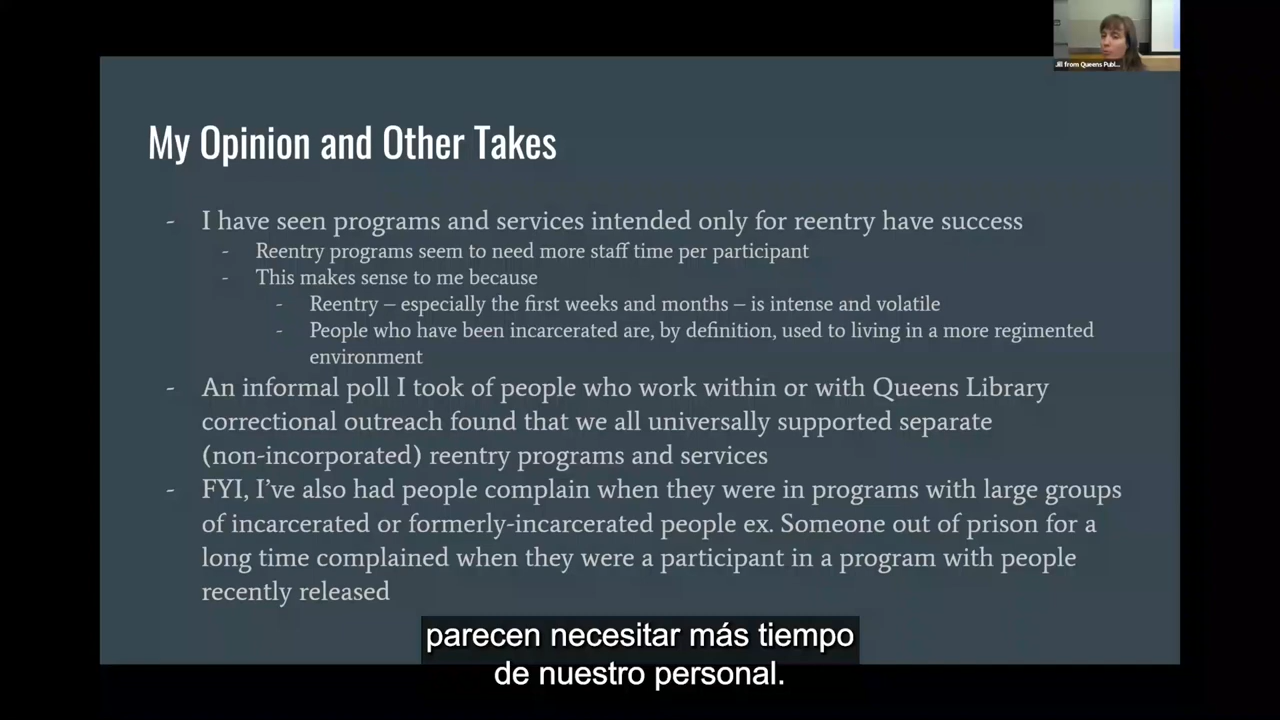 Jill from Queens Publ...
My Opinion and Other Takes
- I have seen programs and services intended only for reentry have success
- Reentry programs seem to need more staff time per participant
- This makes sense to me because
- Reentry – especially the first weeks and months – is intense and volatile
- People who have been incarcerated are, by definition, used to living in a more regimented
environment
- An informal poll I took of people who work within or with Queens Library
correctional outreach found that we all universally supported separate
(non-incorporated) reentry programs and services
- FYI, I’ve also had people complain when they were in programs with large groups
of incarcerated or formerly-incarcerated people ex. Someone out of prison for a
long time complained when they were a participant in a program with people
recently released
parecen necesitar más tiempo
de nuestro personal.